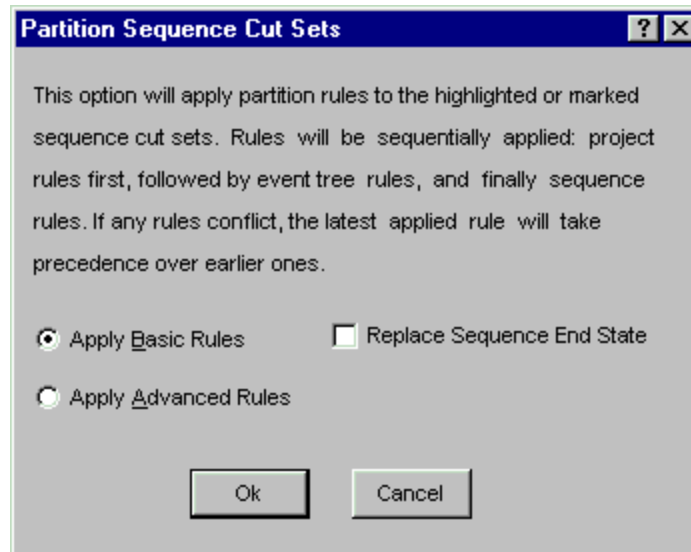 Partition Sequence Cut Sets
This option will apply partition rules to the highlighted or marked
sequence cut sets. Rules will be sequentially applied: project
rules first, followed by event tree rules, and finally sequence
rules. If any rules conflict, the latest applied rule will take
precedence over earlier ones.
Apply Basic Rules
Replace Sequence End State
Apply Advanced Rules
Ok
Cancel